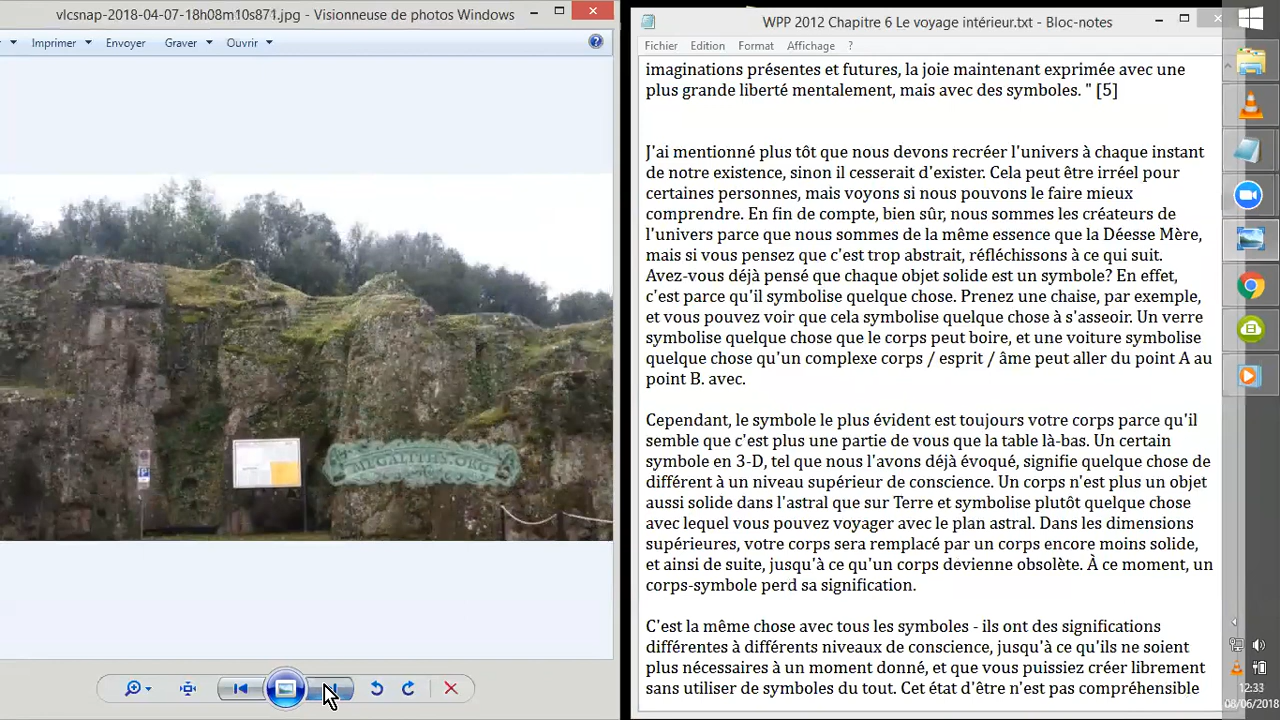 vlcsnap-2018-04-07-18h08m10s871.jpg - Visionneuse de photos Windows
Imprimer Envoyer Graver Ouvrir
MEGALITHIS.ORG
P
WPP 2012 Chapitre 6 Le voyage intérieur.txt - Bloc-notes
Fichier Edition Format Affichage ?
imaginations présentes et futures, la joie maintenant exprimée avec une
plus grande liberté mentalement, mais avec des symboles. " [5]
J'ai mentionné plus tôt que nous devons recréer l'univers à chaque instant
de notre existence, sinon il cesserait d'exister. Cela peut être irréel pour
certaines personnes, mais voyons si nous pouvons le faire mieux
comprendre. En fin de compte, bien sûr, nous sommes les créateurs de
l'univers parce que nous sommes de la même essence que la Déesse Mère,
mais si vous pensez que c'est trop abstrait, réfléchissons à ce qui suit.
Avez-vous déjà pensé que chaque objet solide est un symbole? En effet,
c'est parce qu'il symbolise quelque chose. Prenez une chaise, par exemple,
et vous pouvez voir que cela symbolise quelque chose à s'asseoir. Un verre
symbolise quelque chose que le corps peut boire, et une voiture symbolise
quelque chose qu'un complexe corps / esprit / âme peut aller du point A au
point B. avec.
Cependant, le symbole le plus évident est toujours votre corps parce qu'il
semble que c'est plus une partie de vous que la table là-bas. Un certain
symbole en 3-D, tel que nous l'avons déjà évoqué, signifie quelque chose de
différent à un niveau supérieur de conscience. Un corps n'est plus un objet
aussi solide dans l'astral que sur Terre et symbolise plutôt quelque chose
avec lequel vous pouvez voyager avec le plan astral. Dans les dimensions
supérieures, votre corps sera remplacé par un corps encore moins solide,
et ainsi de suite, jusqu'à ce qu'un corps devienne obsolète. À ce moment, un
corps-symbole perd sa signification.
C'est la même chose avec tous les symboles - ils ont des significations
différentes à différents niveaux de conscience, jusqu'à ce qu'ils ne soient
plus nécessaires à un moment donné, et que vous puissiez créer librement
sans utiliser de symboles du tout. Cet état d'être n'est pas compréhensible
12:33
08/06/2018